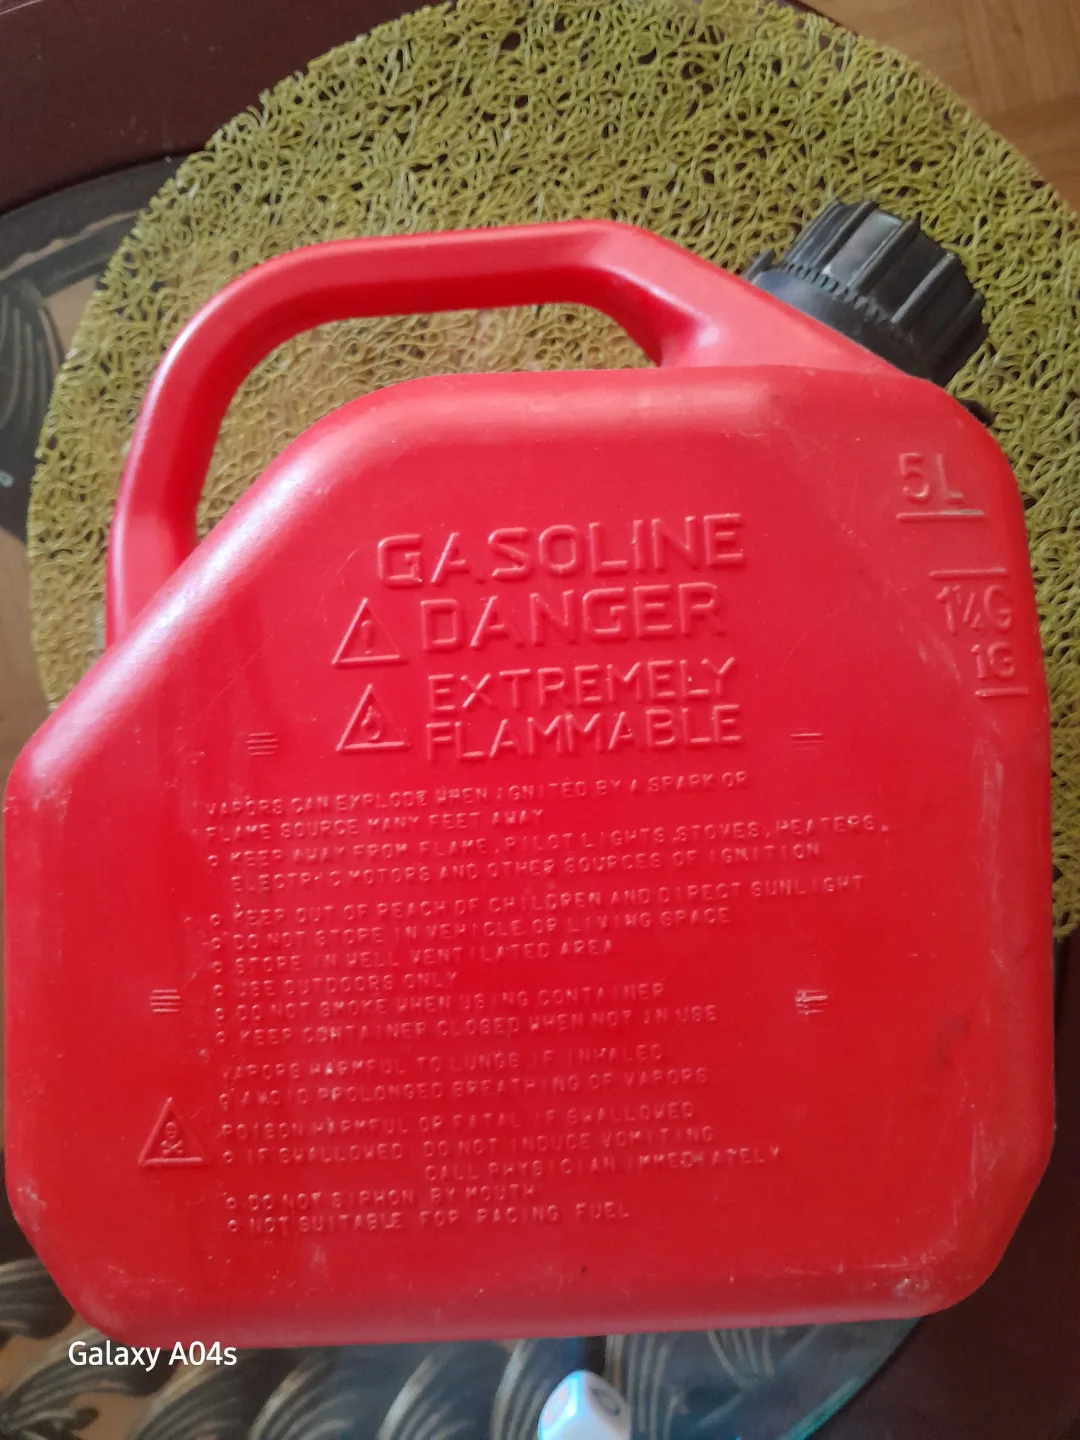 5L
1¼G
1G
GASOLINE
! DANGER
EXTREMELY
FLAMMABLE
VAPORS CAN EXPLODE WHEN IGNITED BY A SPARK OR
FLAME SOURCE MANY FEET AWAY
o KEEP AWAY FROM FLAME, PILOT LIGHTS, STOVES, HEATERS,
ELECTRIC MOTORS AND OTHER SOURCES OF IGNITION
o KEEP OUT OF REACH OF CHILDREN AND DIRECT SUNLIGHT
o DO NOT STORE IN VEHICLE OR LIVING SPACE
o STORE IN WELL VENTILATED AREA
o USE OUTDOORS ONLY
o DO NOT SMOKE WHEN USING CONTAINER
o KEEP CONTAINER CLOSED WHEN NOT IN USE
VAPORS HARMFUL TO LUNGS IF INHALED
o AVOID PROLONGED BREATHING OF VAPORS
POISON HARMFUL OR FATAL IF SWALLOWED
o IF SWALLOWED DO NOT INDUCE VOMITING
CALL PHYSICIAN IMMEDIATELY
o DO NOT SIPHON BY MOUTH
o NOT SUITABLE FOR RACING FUEL
Galaxy A04s